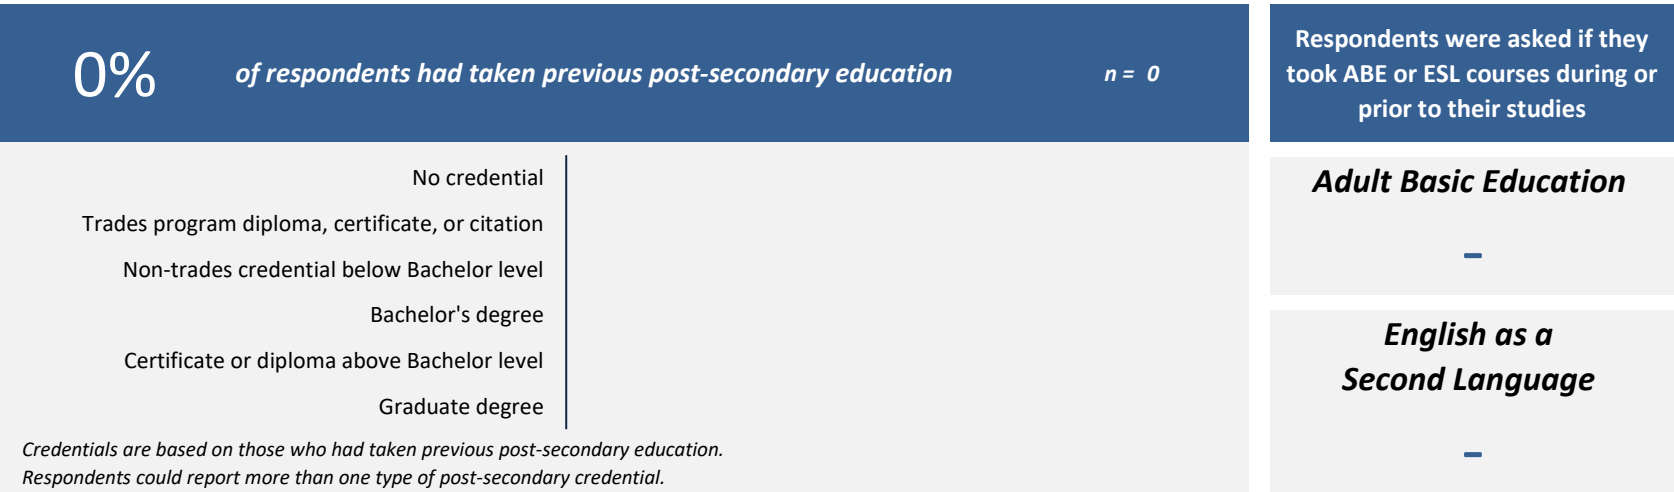 0% of respondents had taken previous post-secondary education n = 0
No credential
Trades program diploma, certificate, or citation
Non-trades credential below Bachelor level
Bachelor's degree
Certificate or diploma above Bachelor level
Graduate degree
Credentials are based on those who had taken previous post-secondary education.
Respondents could report more than one type of post-secondary credential.
Respondents were asked if they
took ABE or ESL courses during or
prior to their studies
Adult Basic Education
-
English as a
Second Language
-